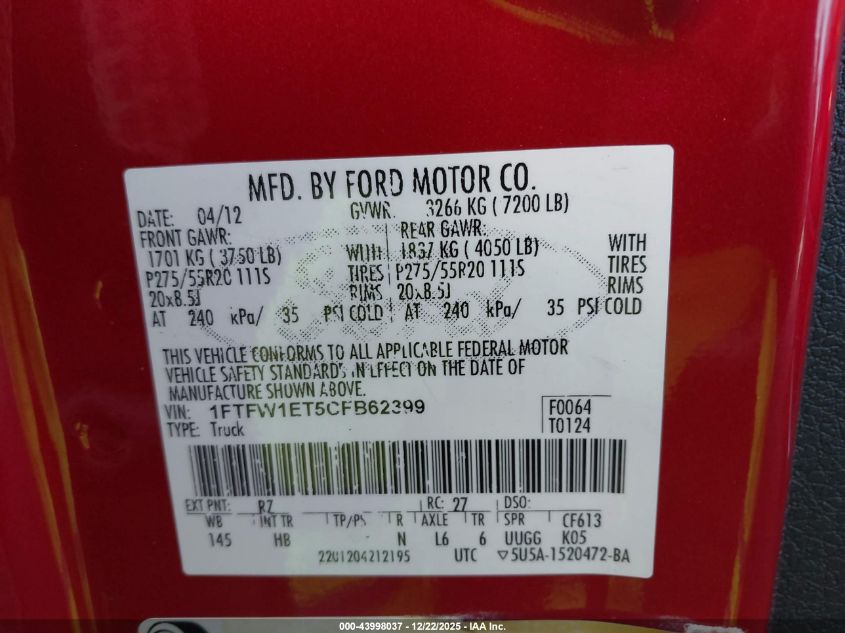 MFD. BY FORD MOTOR CO.
DATE: 04/12 GVWR. 3266 KG ( 7200 LB)
FRONT GAWR: REAR GAWR:
1701 KG ( 3750 LB) WITH 1837 KG ( 4050 LB) WITH
P275/55R20 111S TIRES P275/55R20 111S TIRES
20x8.5J RIMS 20x8.5J RIMS
AT 240 kPa/ 35 PSI COLD AT 240 kPa/ 35 PSI COLD
THIS VEHICLE CONFORMS TO ALL APPLICABLE FEDERAL MOTOR
VEHICLE SAFETY STANDARDS IN EFFECT ON THE DATE OF
MANUFACTURE SHOWN ABOVE.
VIN: 1FTFW1ET5CFB62399 F0064
TYPE: Truck T0124
EXT PNT: RZ RC: 27 DSO:
WB INT TR TP/PS R AXLE TR SPR CF613
145 HB N L6 6 UUGG K05
2201204212195 UTC ▽5U5A-1520472-BA
000-43998037 - 12/22/2025 - IAA Inc.